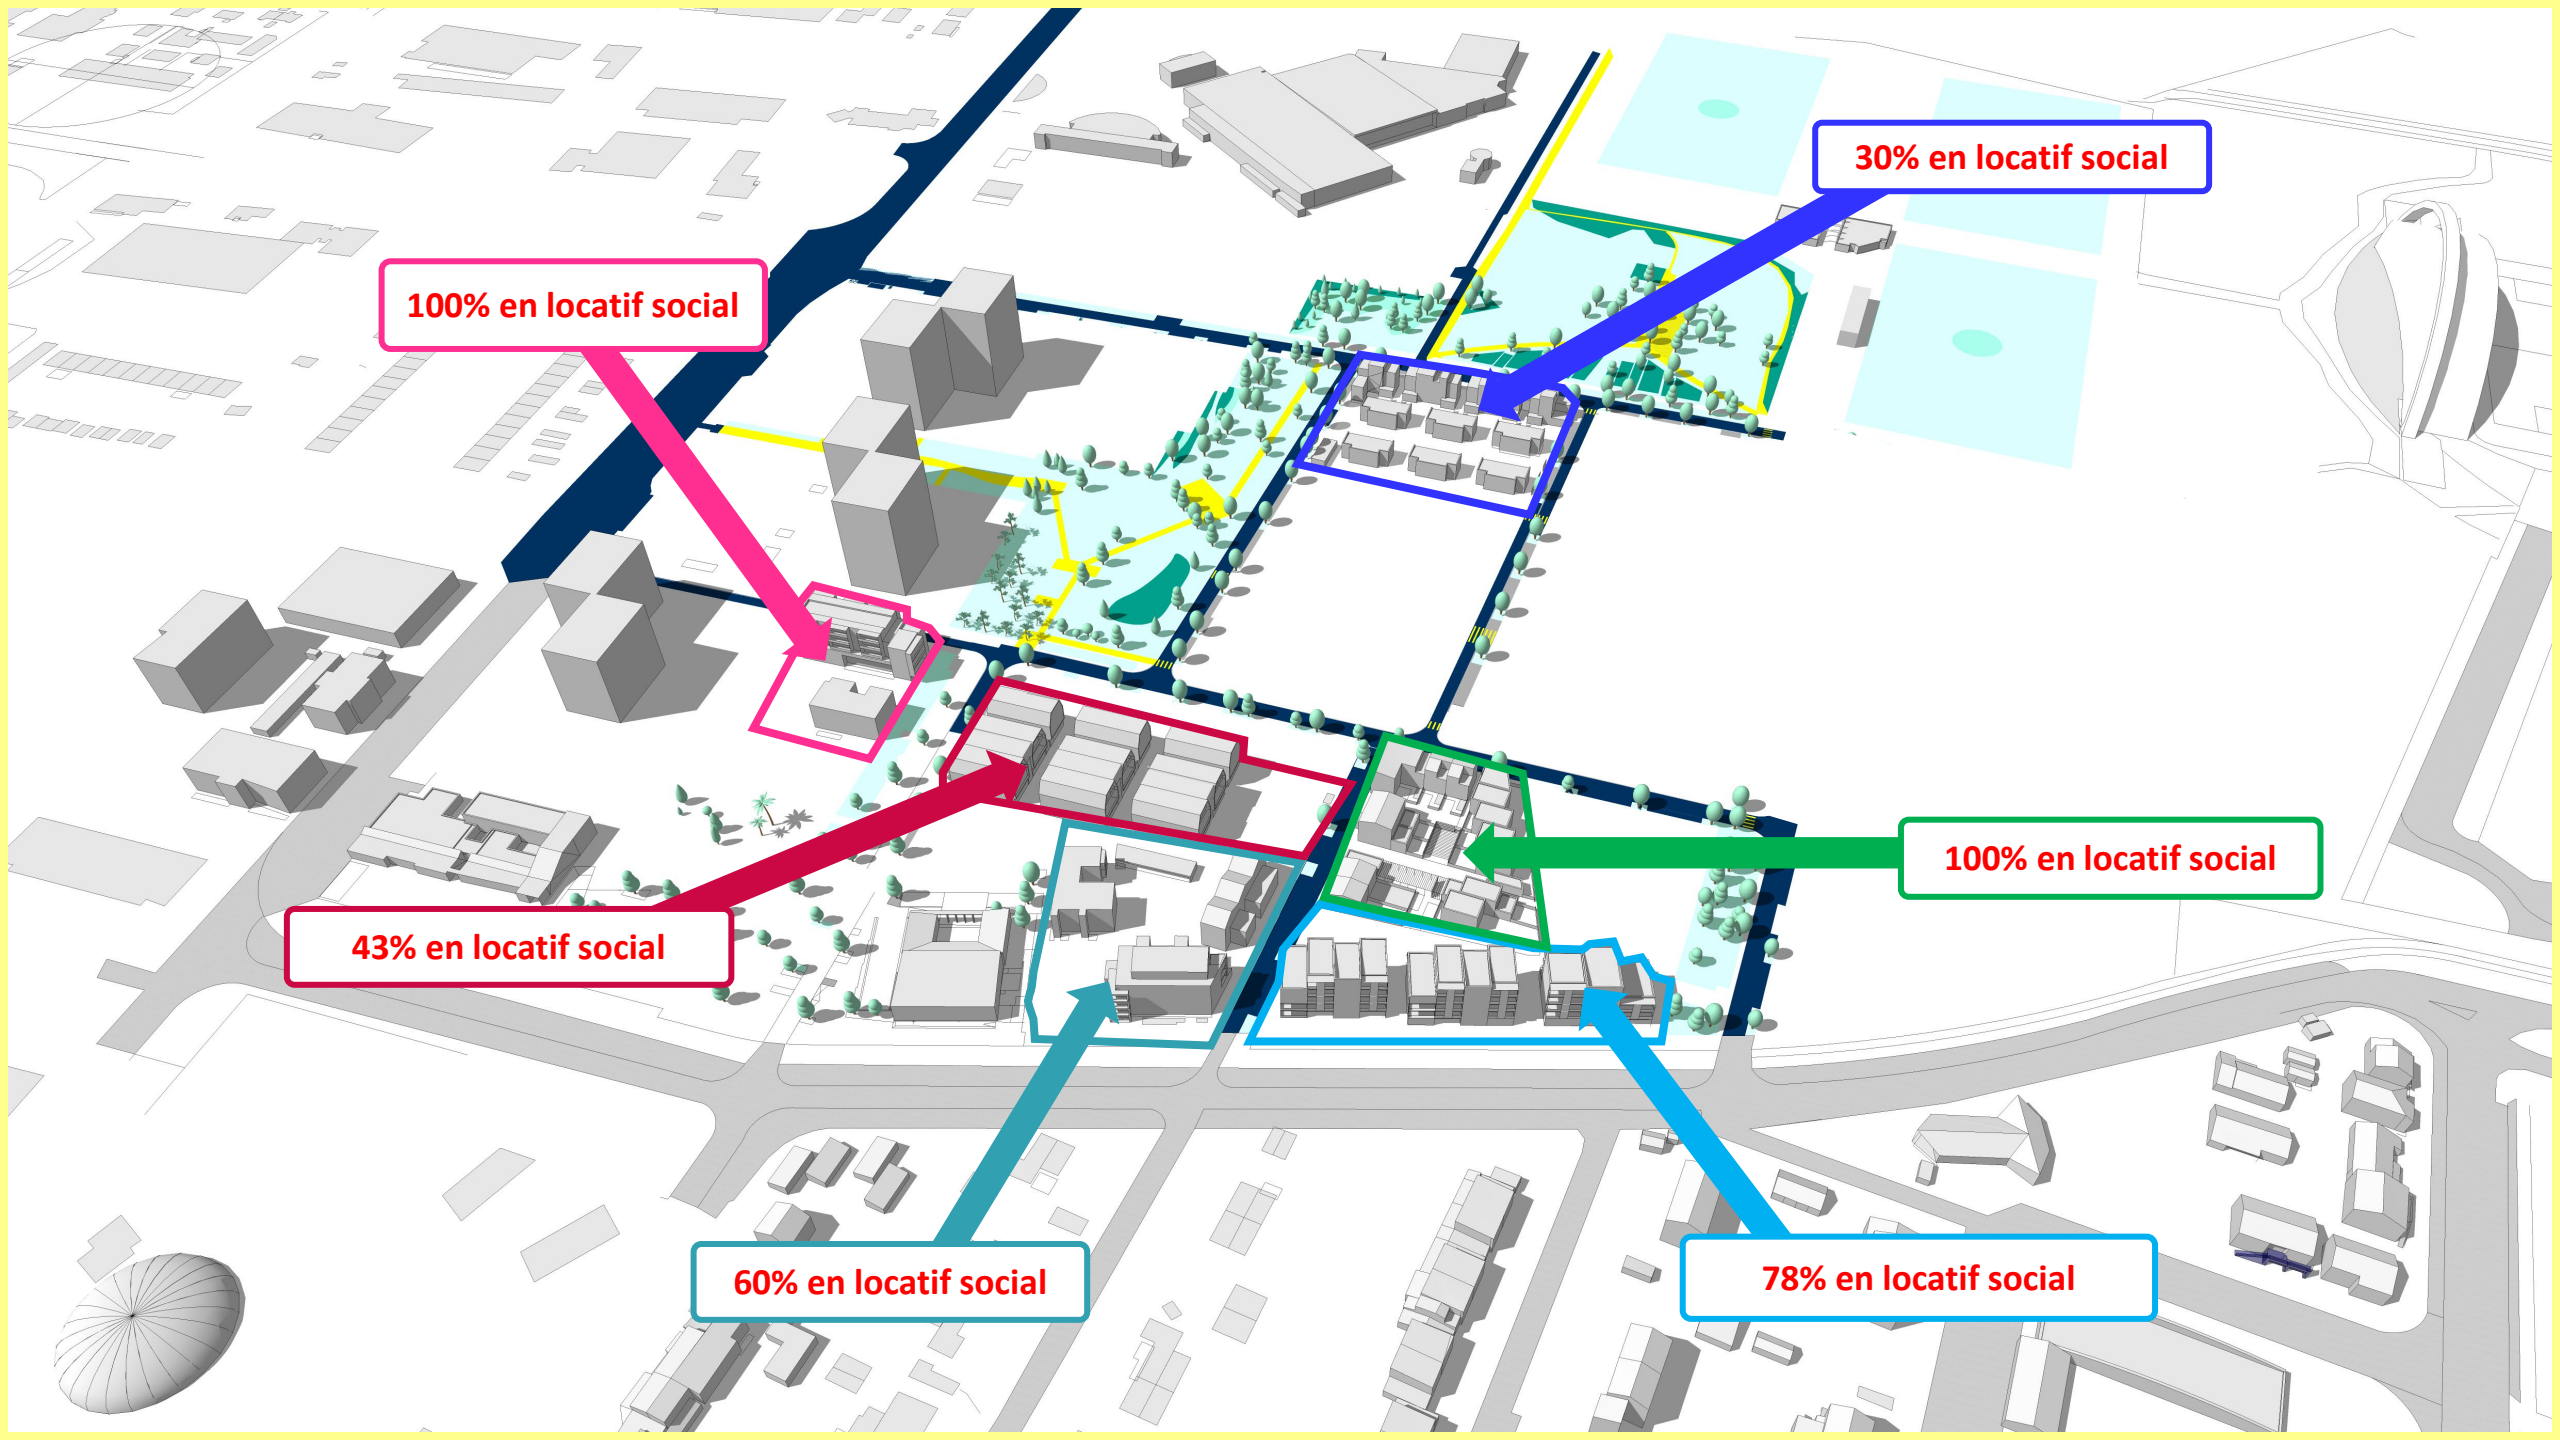 30% en locatif social
100% en locatif social
100% en locatif social
43% en locatif social
60% en locatif social
78% en locatif social